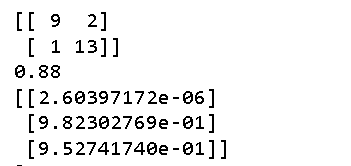 [[ 9  2]
 [ 1 13]]
0.88
[[2.60397172e-06]
 [9.82302769e-01]
 [9.52741740e-01]]